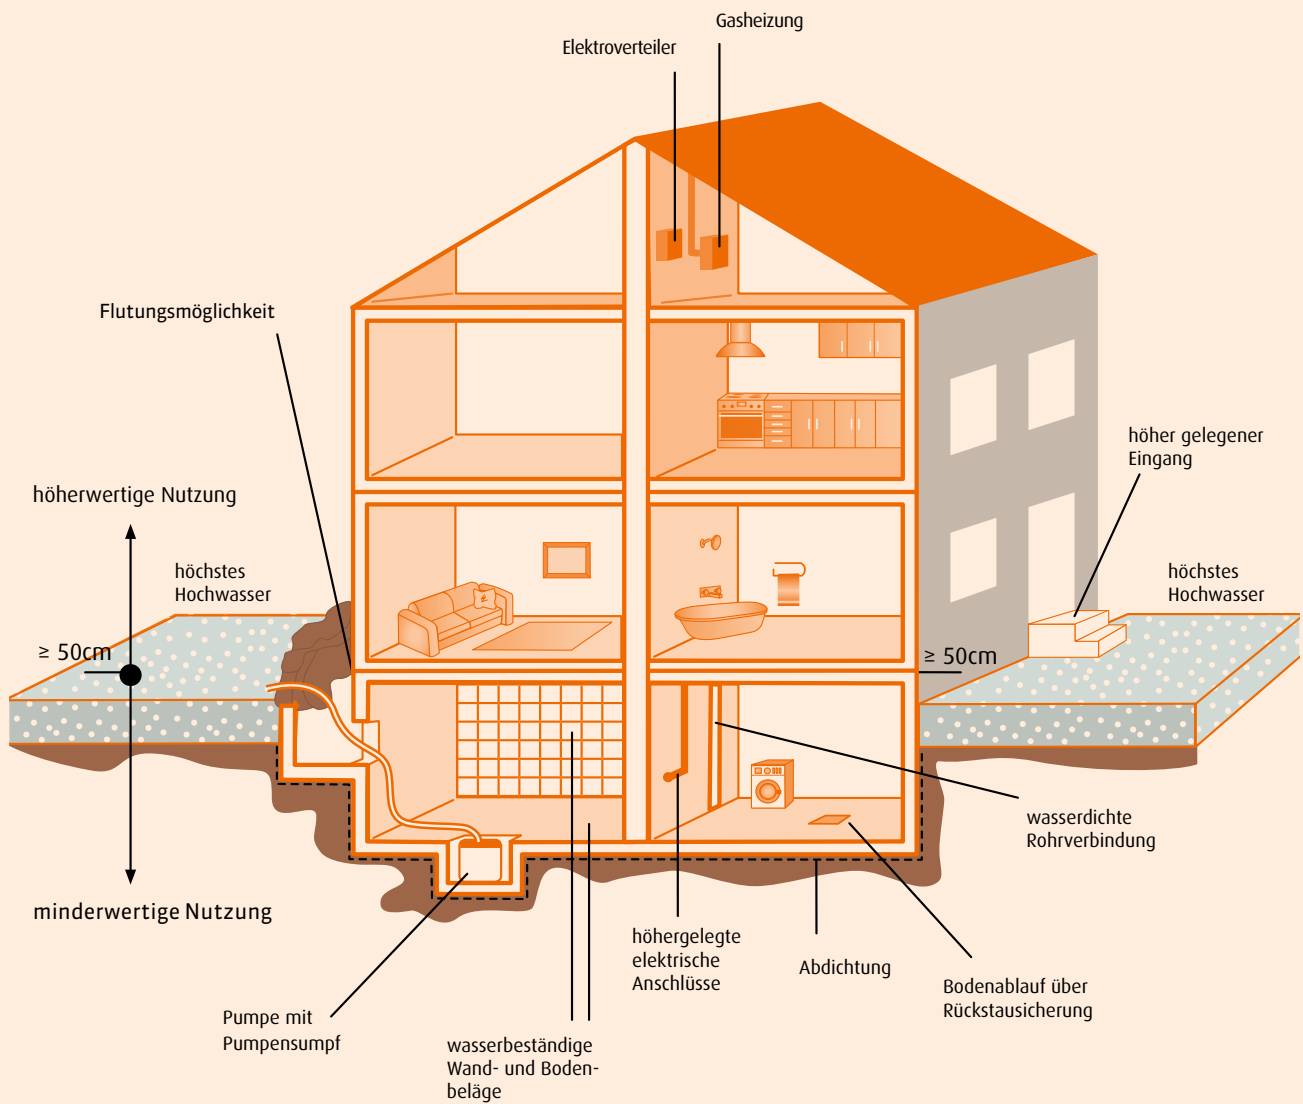 Gasheizung
Elektroverteiler
Flutungsmöglichkeit
höher gelegener
Eingang
höherwertige Nutzung
höchstes
Hochwasser
höchstes
Hochwasser
≥ 50cm
≥ 50cm
wasserdichte
Rohrverbindung
minderwertige Nutzung
höhergelegte
elektrische
Anschlüsse
Abdichtung
Bodenablauf über
Rückstausicherung
Pumpe mit
Pumpensumpf
wasserbeständige
Wand- und Boden-
beläge